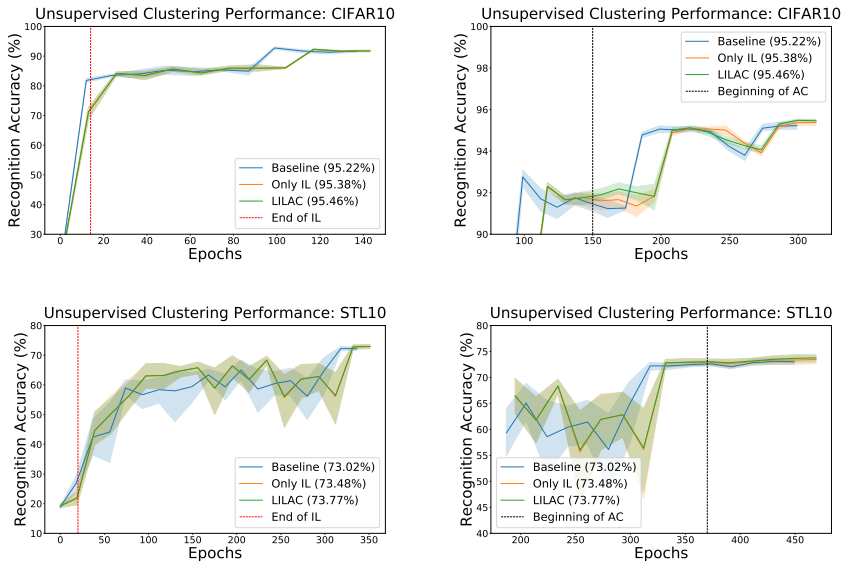 Unsupervised Clustering Performance: CIFAR10
Recognition Accuracy (%)
100
90
80
70
60
50
40
30
Baseline (95.22%)
Only IL (95.38%)
LILAC (95.46%)
End of IL
0 20 40 60 80 100 120 140
Epochs
Unsupervised Clustering Performance: CIFAR10
Recognition Accuracy (%)
100
98
96
94
92
90
Baseline (95.22%)
Only IL (95.38%)
LILAC (95.46%)
Beginning of AC
100 150 200 250 300
Epochs
Unsupervised Clustering Performance: STL10
Recognition Accuracy (%)
80
70
60
50
40
30
20
10
Baseline (73.02%)
Only IL (73.48%)
LILAC (73.77%)
End of IL
0 50 100 150 200 250 300 350
Epochs
Unsupervised Clustering Performance: STL10
Recognition Accuracy (%)
80
75
70
65
60
55
50
45
40
Baseline (73.02%)
Only IL (73.48%)
LILAC (73.77%)
Beginning of AC
200 250 300 350 400 450
Epochs